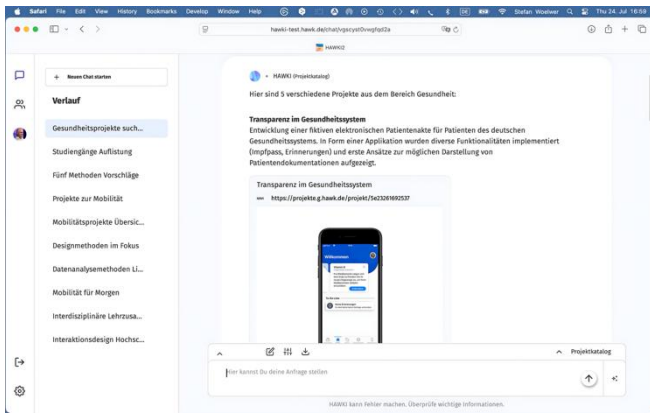 Safari File Edit View History Bookmarks Develop Window Help
DE Stefan Woelwer Thu 24. Jul 16:59
hawki-test.hawk.de/chat/vgscyst0vwgfqd2a
HAWKI2
+ Neuen Chat starten
Verlauf
Gesundheitsprojekte such...
Studiengänge Auflistung
Fünf Methoden Vorschläge
Projekte zur Mobilität
Mobilitätsprojekte Übersic...
Designmethoden im Fokus
Datenanalysemethoden Li...
Mobilität für Morgen
Interdisziplinäre Lehrzusa...
Interaktionsdesign Hochsc...
HAWKI (Projektkatalog)
Hier sind 5 verschiedene Projekte aus dem Bereich Gesundheit:
Transparenz im Gesundheitssystem
Entwicklung einer fiktiven elektronischen Patientenakte für Patienten des deutschen
Gesundheitssystems. In Form einer Applikation wurden diverse Funktionalitäten implementiert
(Impfpass, Erinnerungen) und erste Ansätze zur möglichen Darstellung von
Patientendokumentationen aufgezeigt.
Transparenz im Gesundheitssystem
https://projekte.g.hawk.de/projekt/5e23261692537
Willkommen
Projektkatalog
Hier kannst Du deine Anfrage stellen
HAWKI kann Fehler machen. Überprüfe wichtige Informationen.